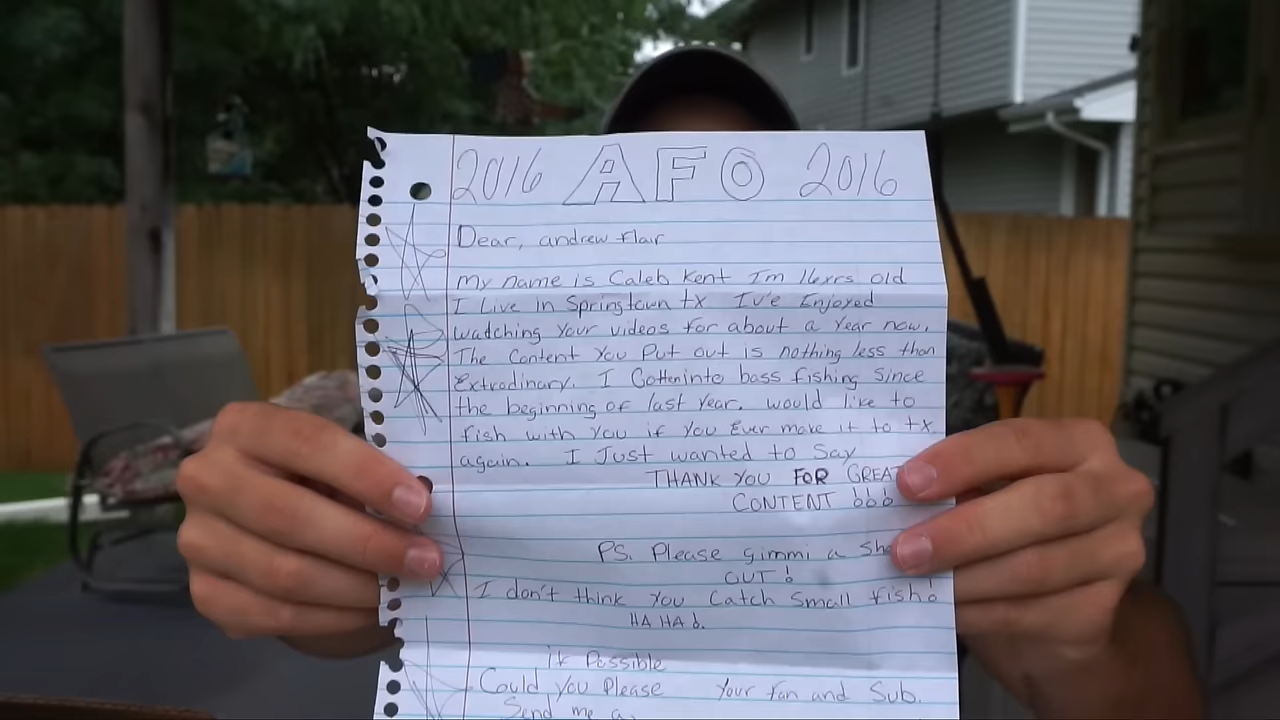 2016 AFO 2016
Dear, andrew flair
My name is Caleb Kent I'm 16yrs old
I Live in Springtown tx Iv'e Enjoyed
watching your videos for about a year now.
The Content You Put out is nothing less than
Extrodinary. I Gotteninto bass fishing since
the beginning of last year. would like to
fish with you if you Ever make it to tx
again. I Just wanted to Say
THANK YOU FOR GREAT
CONTENT !!!
PS. Please gimmi a Sho
OUT!
I don't think you Catch Small fish!
HA HA!.
if Possible
Could you Please Your fan and Sub.
Send me a